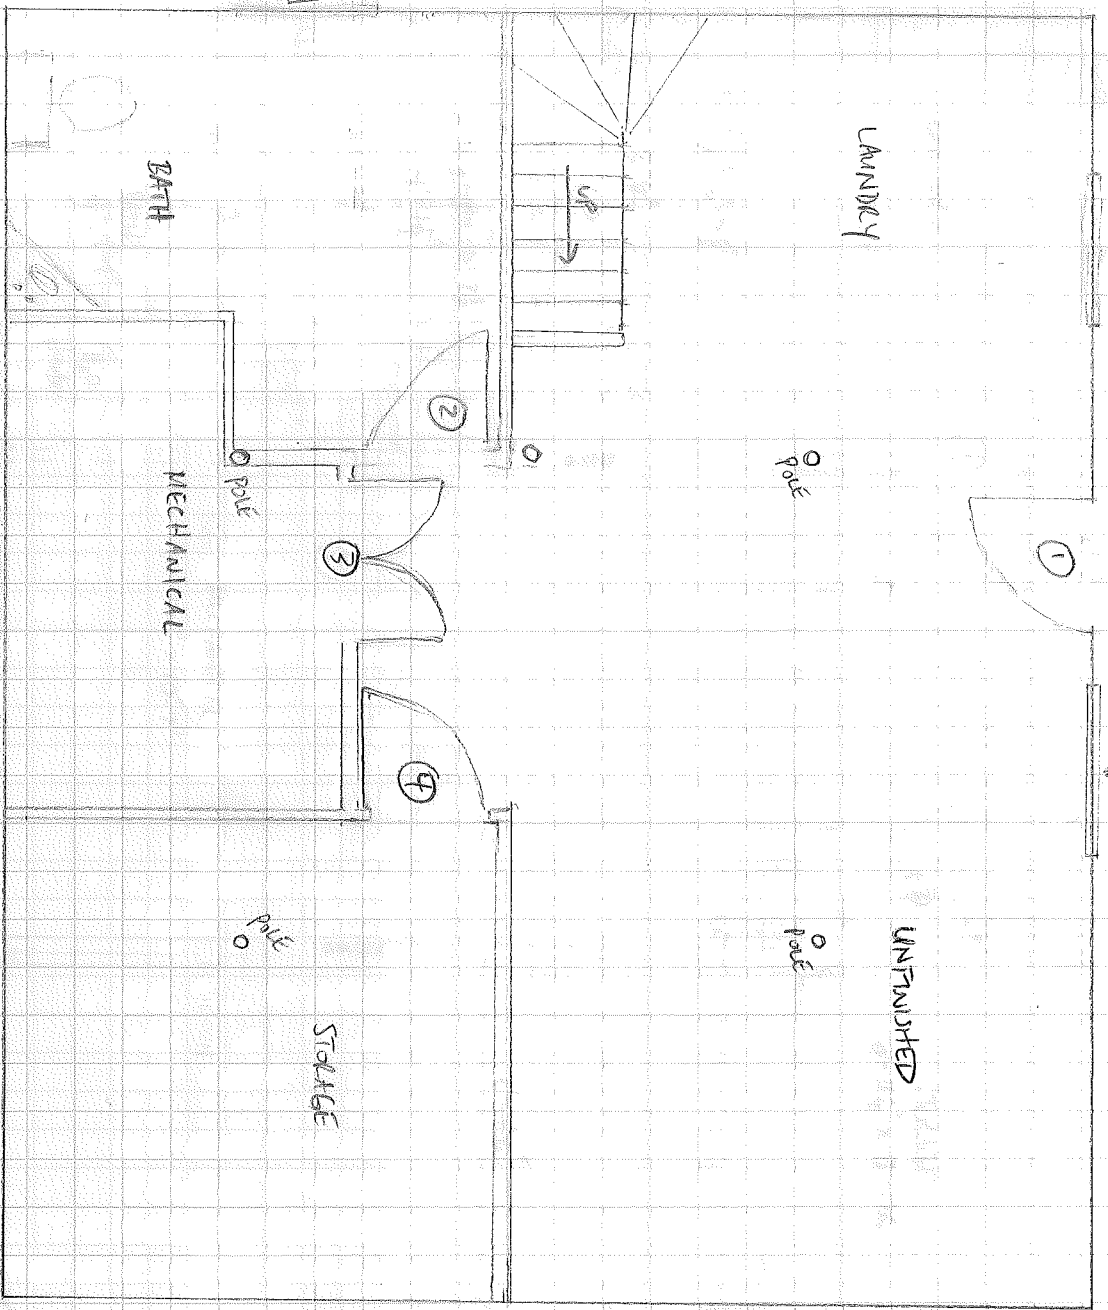 LAUNDRY
UP
BATH
2
POLE
1
POLE
MECHANICAL
3
4
POLE
UNFINISHED
POLE
STORAGE